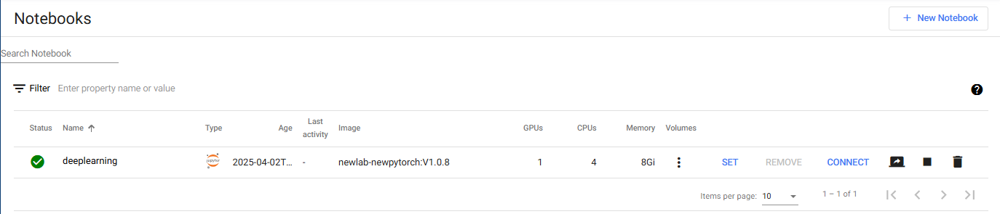 Notebooks
+ New Notebook
Search Notebook
Filter Enter property name or value
Status Name Type Age Last activity Image GPUs CPUs Memory Volumes
deeplearning jupyter 2025-04-02T... - newlab-newpytorch:V1.0.8 1 4 8Gi SET REMOVE CONNECT
Items per page: 10 1 – 1 of 1